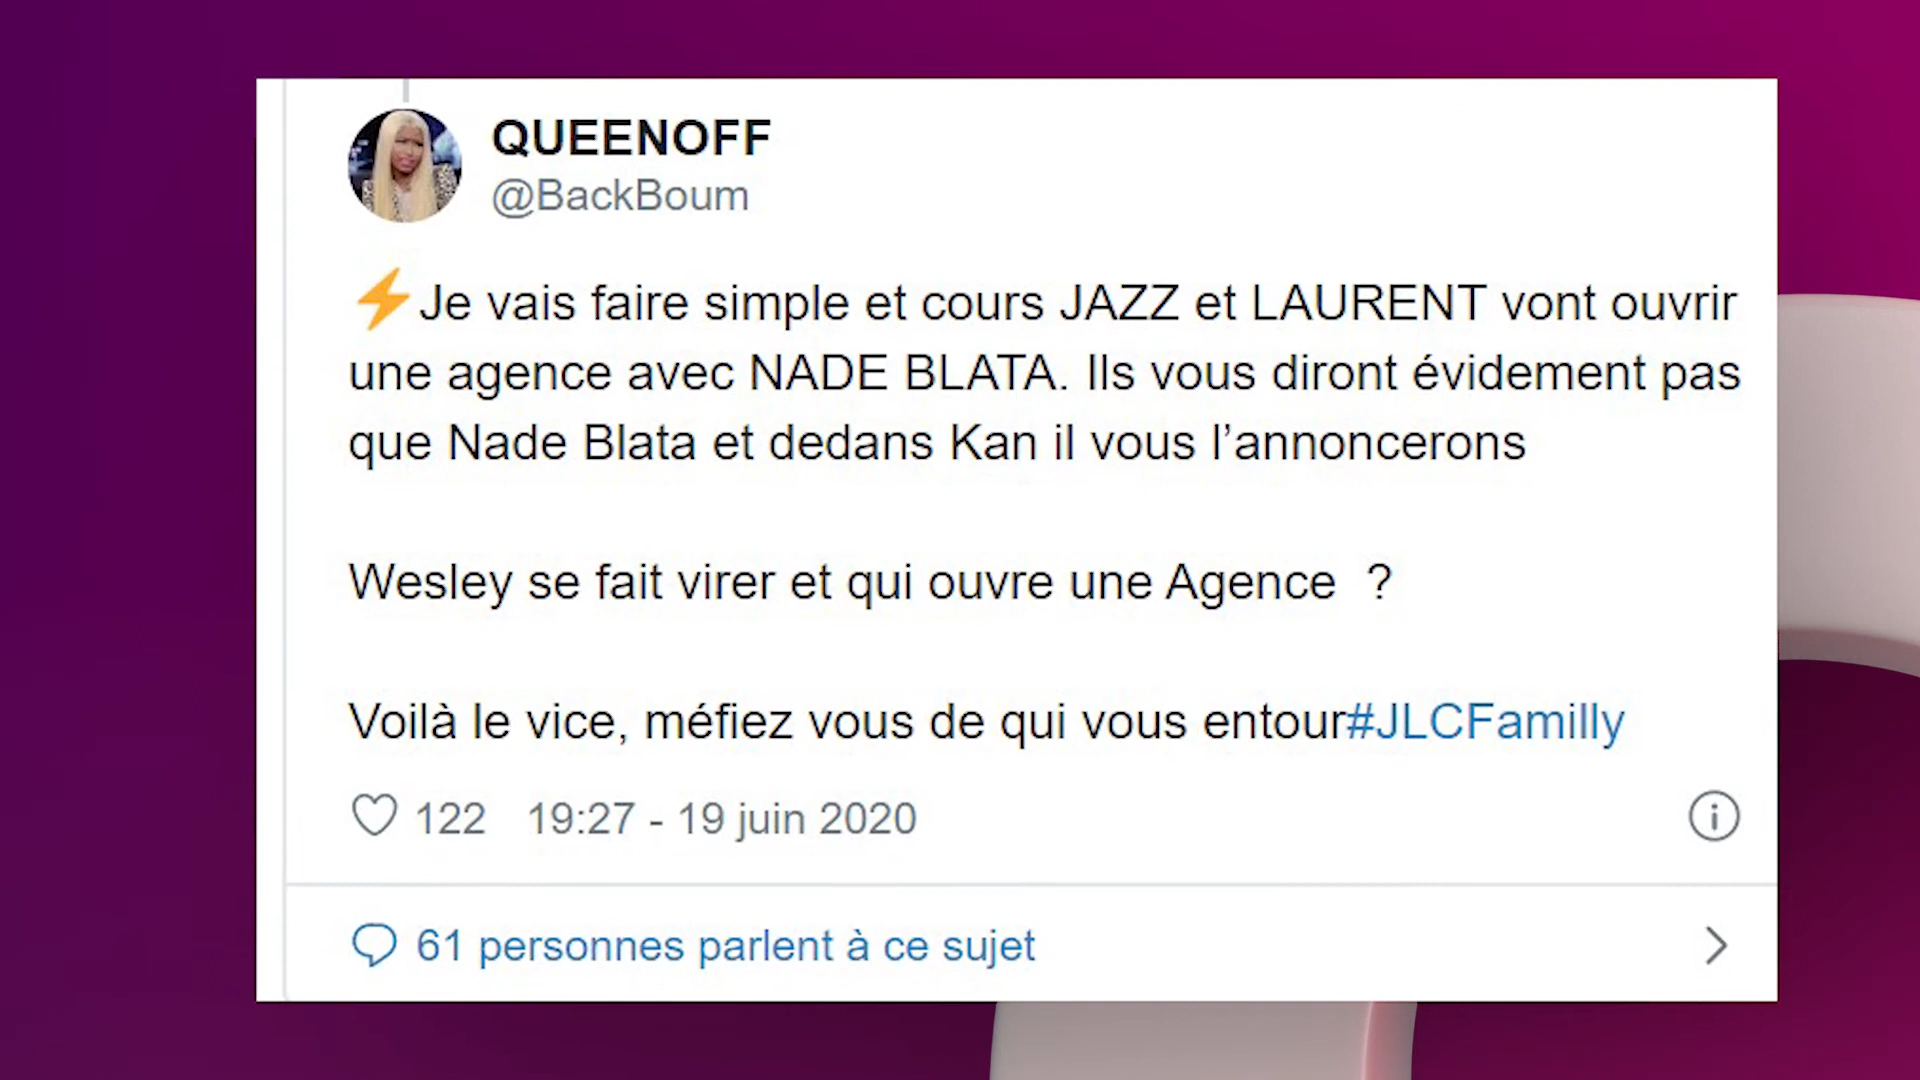 QUEENOFF
@BackBoum
⚡Je vais faire simple et cours JAZZ et LAURENT vont ouvrir
une agence avec NADE BLATA. Ils vous diront évidement pas
que Nade Blata et dedans Kan il vous l’annoncerons
Wesley se fait virer et qui ouvre une Agence  ?
Voilà le vice, méfiez vous de qui vous entour#JLCFamilly
122 19:27 - 19 juin 2020
61 personnes parlent à ce sujet